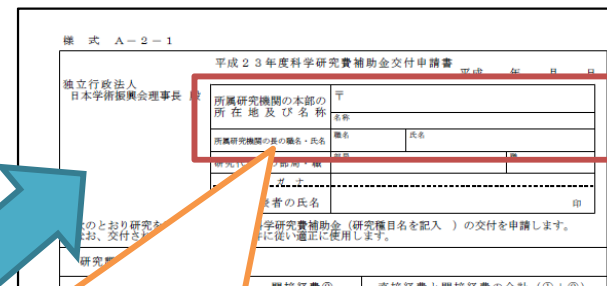 様 式 A－2－1
平成２３年度科学研究費補助金交付申請書
平成 年 月 日
独立行政法人
日本学術振興会理事長 殿
所属研究機関の本部の
所在地及び名称
〒
名称
所属研究機関の長の職名・氏名
職名
氏名
の部局・職
ガ ナ
者の氏名
印
のとおり研究を
学研究費補助金（研究種目名を記入 ）の交付を申請します。
なお、交付さ
に従い適正に使用します。
研究
間接経費②
直接経費と間接経費の合計（①＋②）